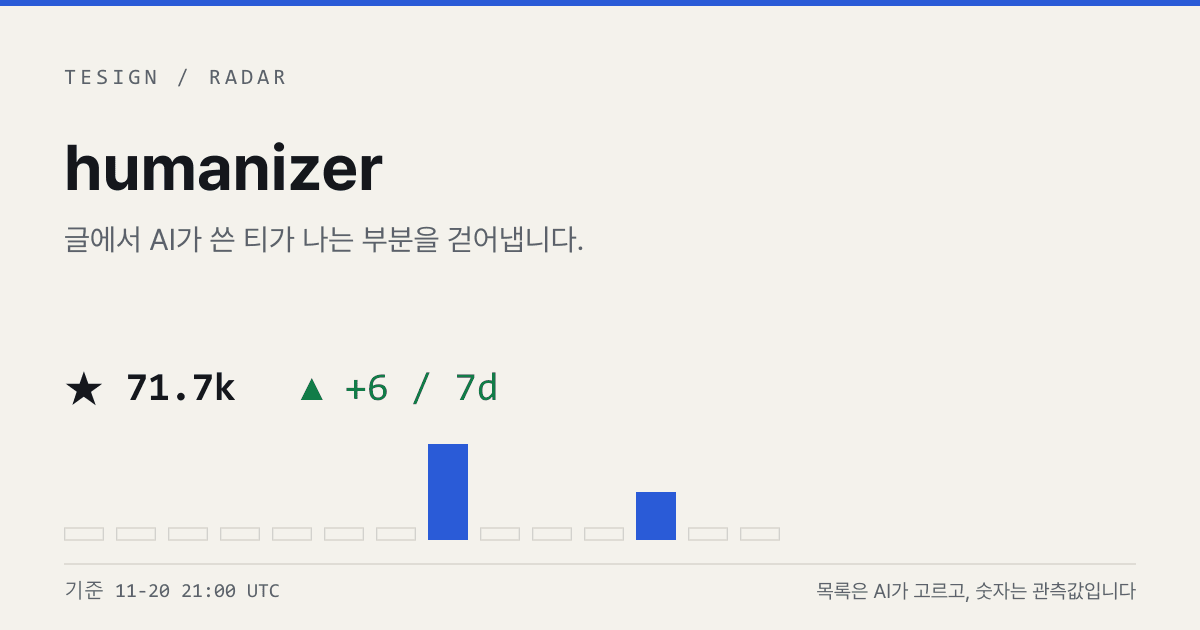 TESIGN / RADAR
humanizer
글에서 AI가 쓴 티가 나는 부분을 걷어냅니다.
★ 71.7k ▲ +6 / 7d
기준 11-20 21:00 UTC
목록은 AI가 고르고, 숫자는 관측값입니다